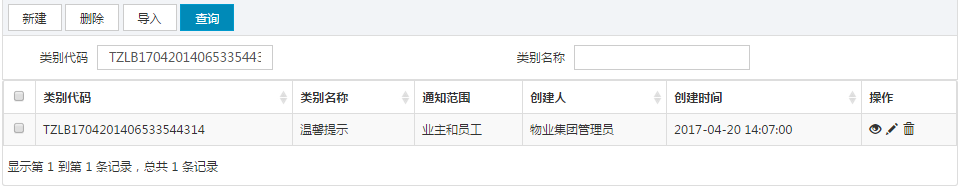 新建 删除 导入 查询
类别代码 TZLB1704201406533544 类别名称
类别代码 类别名称 通知范围 创建人 创建时间 操作
TZLB1704201406533544314 温馨提示 业主和员工 物业集团管理员 2017-04-20 14:07:00
显示第 1 到第 1 条记录，总共 1 条记录